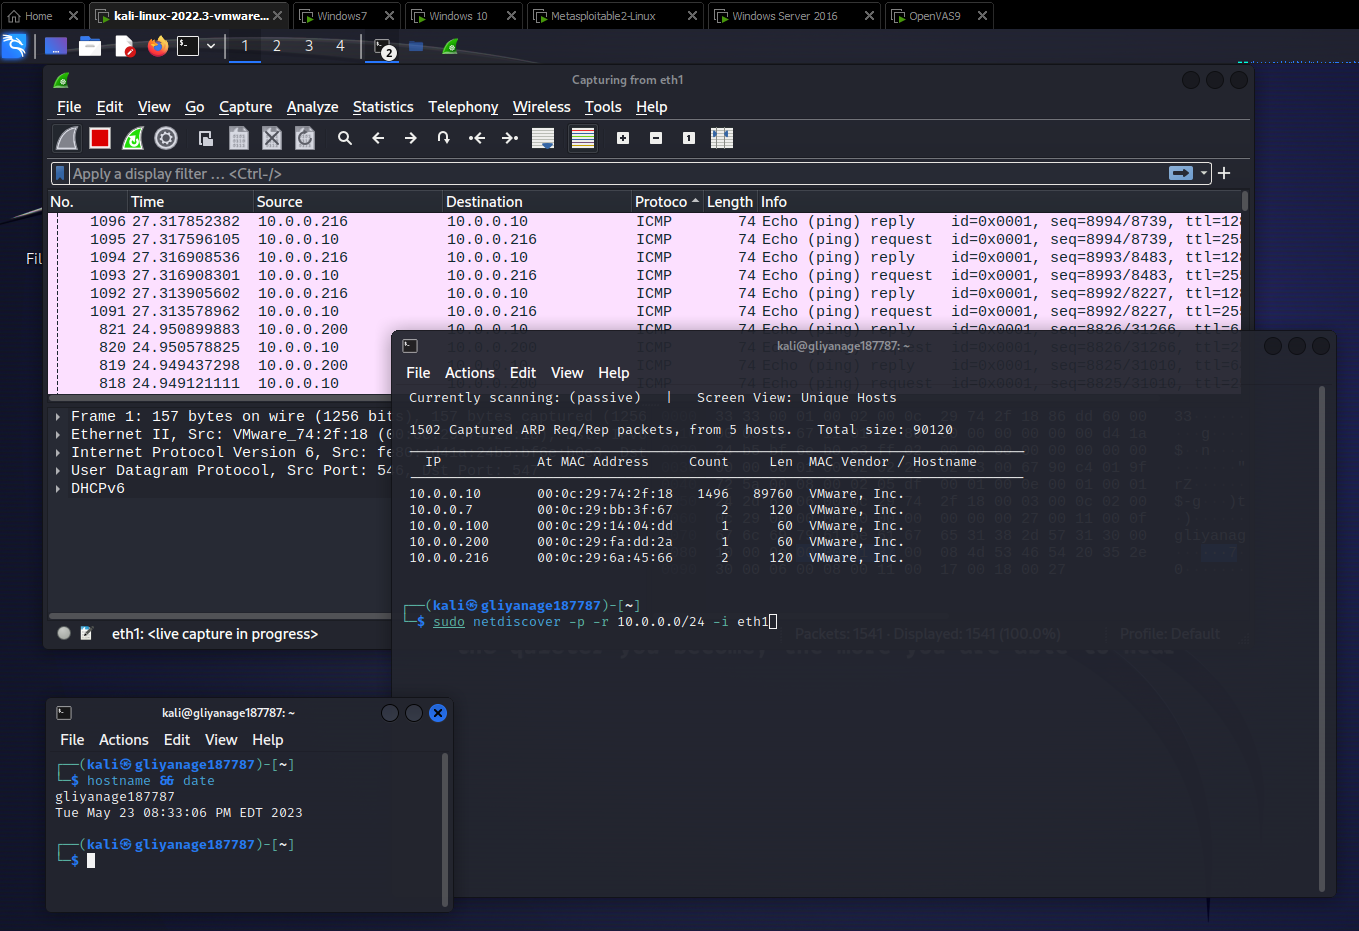 Home
kali-linux-2022.3-vmware...
Windows7
Windows 10
Metasploitable2-Linux
Windows Server 2016
OpenVAS9
1 2 3 4
2
Capturing from eth1
File Edit View Go Capture Analyze Statistics Telephony Wireless Tools Help
Apply a display filter … <Ctrl-/>
No. Time Source Destination Protoco Length Info
1096 27.317852382 10.0.0.216 10.0.0.10 ICMP 74 Echo (ping) reply id=0x0001, seq=8994/8739, ttl=128
1095 27.317596105 10.0.0.10 10.0.0.216 ICMP 74 Echo (ping) request id=0x0001, seq=8994/8739, ttl=255
1094 27.316908536 10.0.0.216 10.0.0.10 ICMP 74 Echo (ping) reply id=0x0001, seq=8993/8483, ttl=128
1093 27.316908301 10.0.0.10 10.0.0.216 ICMP 74 Echo (ping) request id=0x0001, seq=8993/8483, ttl=255
1092 27.313905602 10.0.0.216 10.0.0.10 ICMP 74 Echo (ping) reply id=0x0001, seq=8992/8227, ttl=128
1091 27.313578962 10.0.0.10 10.0.0.216 ICMP 74 Echo (ping) request id=0x0001, seq=8992/8227, ttl=255
821 24.950899883 10.0.0.200 10.0.0.10 ICMP 74 Echo (ping) reply id=0x0001, seq=8826/31266,
820 24.950578825 10.0.0.10
819 24.949437298 10.0.0.200
818 24.949121111 10.0.0.10
Fil
Frame 1: 157 bytes on wire (1256 bits), 157 bytes captured (1256
Ethernet II, Src: VMware_74:2f:18
Internet Protocol Version 6, Src:
User Datagram Protocol, Src Port: 546,
DHCPv6
eth1: <live capture in progress>
Packets: 1541 · Displayed: 1541 (100.0%)
Profile: Default
kali@gliyanage187787: ~
File Actions Edit View Help
Currently scanning: (passive) | Screen View: Unique Hosts
1502 Captured ARP Req/Rep packets, from 5 hosts. Total size: 90120
IP At MAC Address Count Len MAC Vendor / Hostname
10.0.0.10 00:0c:29:74:2f:18 1496 89760 VMware, Inc.
10.0.0.7 00:0c:29:bb:3f:67 2 120 VMware, Inc.
10.0.0.100 00:0c:29:14:04:dd 1 60 VMware, Inc.
10.0.0.200 00:0c:29:fa:dd:2a 1 60 VMware, Inc.
10.0.0.216 00:0c:29:6a:45:66 2 120 VMware, Inc.
┌──(kali㉿gliyanage187787)-[~]
└─$ sudo netdiscover -p -r 10.0.0.0/24 -i eth1
kali@gliyanage187787: ~
File Actions Edit View Help
┌──(kali㉿gliyanage187787)-[~]
└─$ hostname && date
gliyanage187787
Tue May 23 08:33:06 PM EDT 2023
┌──(kali㉿gliyanage187787)-[~]
└─$